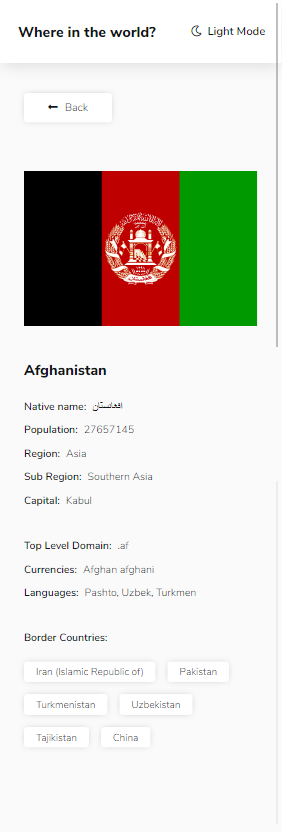 Where in the world? Light Mode
Back
Afghanistan
Native name: افغانستان
Population: 27657145
Region: Asia
Sub Region: Southern Asia
Capital: Kabul
Top Level Domain: .af
Currencies: Afghan afghani
Languages: Pashto, Uzbek, Turkmen
Border Countries:
Iran (Islamic Republic of) Pakistan
Turkmenistan Uzbekistan
Tajikistan China